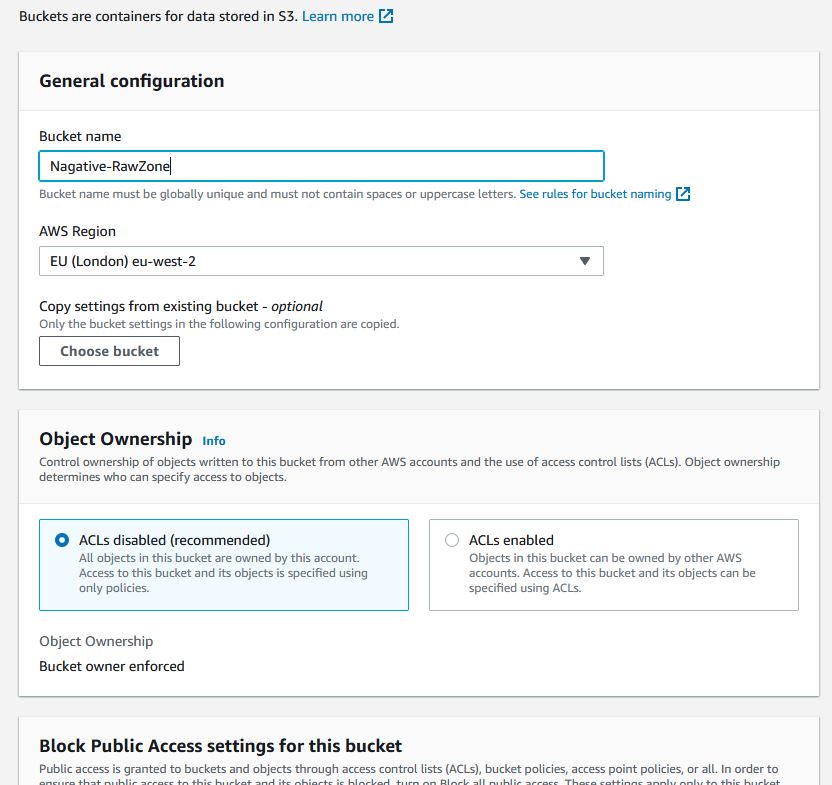 Buckets are containers for data stored in S3. Learn more
General configuration
Bucket name
Nagative-RawZone
Bucket name must be globally unique and must not contain spaces or uppercase letters. See rules for bucket naming
AWS Region
EU (London) eu-west-2
Copy settings from existing bucket - optional
Only the bucket settings in the following configuration are copied.
Choose bucket
Object Ownership Info
Control ownership of objects written to this bucket from other AWS accounts and the use of access control lists (ACLs). Object ownership
determines who can specify access to objects.
ACLs disabled (recommended)
All objects in this bucket are owned by this account.
Access to this bucket and its objects is specified using
only policies.
ACLs enabled
Objects in this bucket can be owned by other AWS
accounts. Access to this bucket and its objects can be
specified using ACLs.
Object Ownership
Bucket owner enforced
Block Public Access settings for this bucket
Public access is granted to buckets and objects through access control lists (ACLs), bucket policies, access point policies, or all. In order to
ensure that public access to this bucket and its objects is blocked, turn on Block all public access. These settings apply only to this bucket